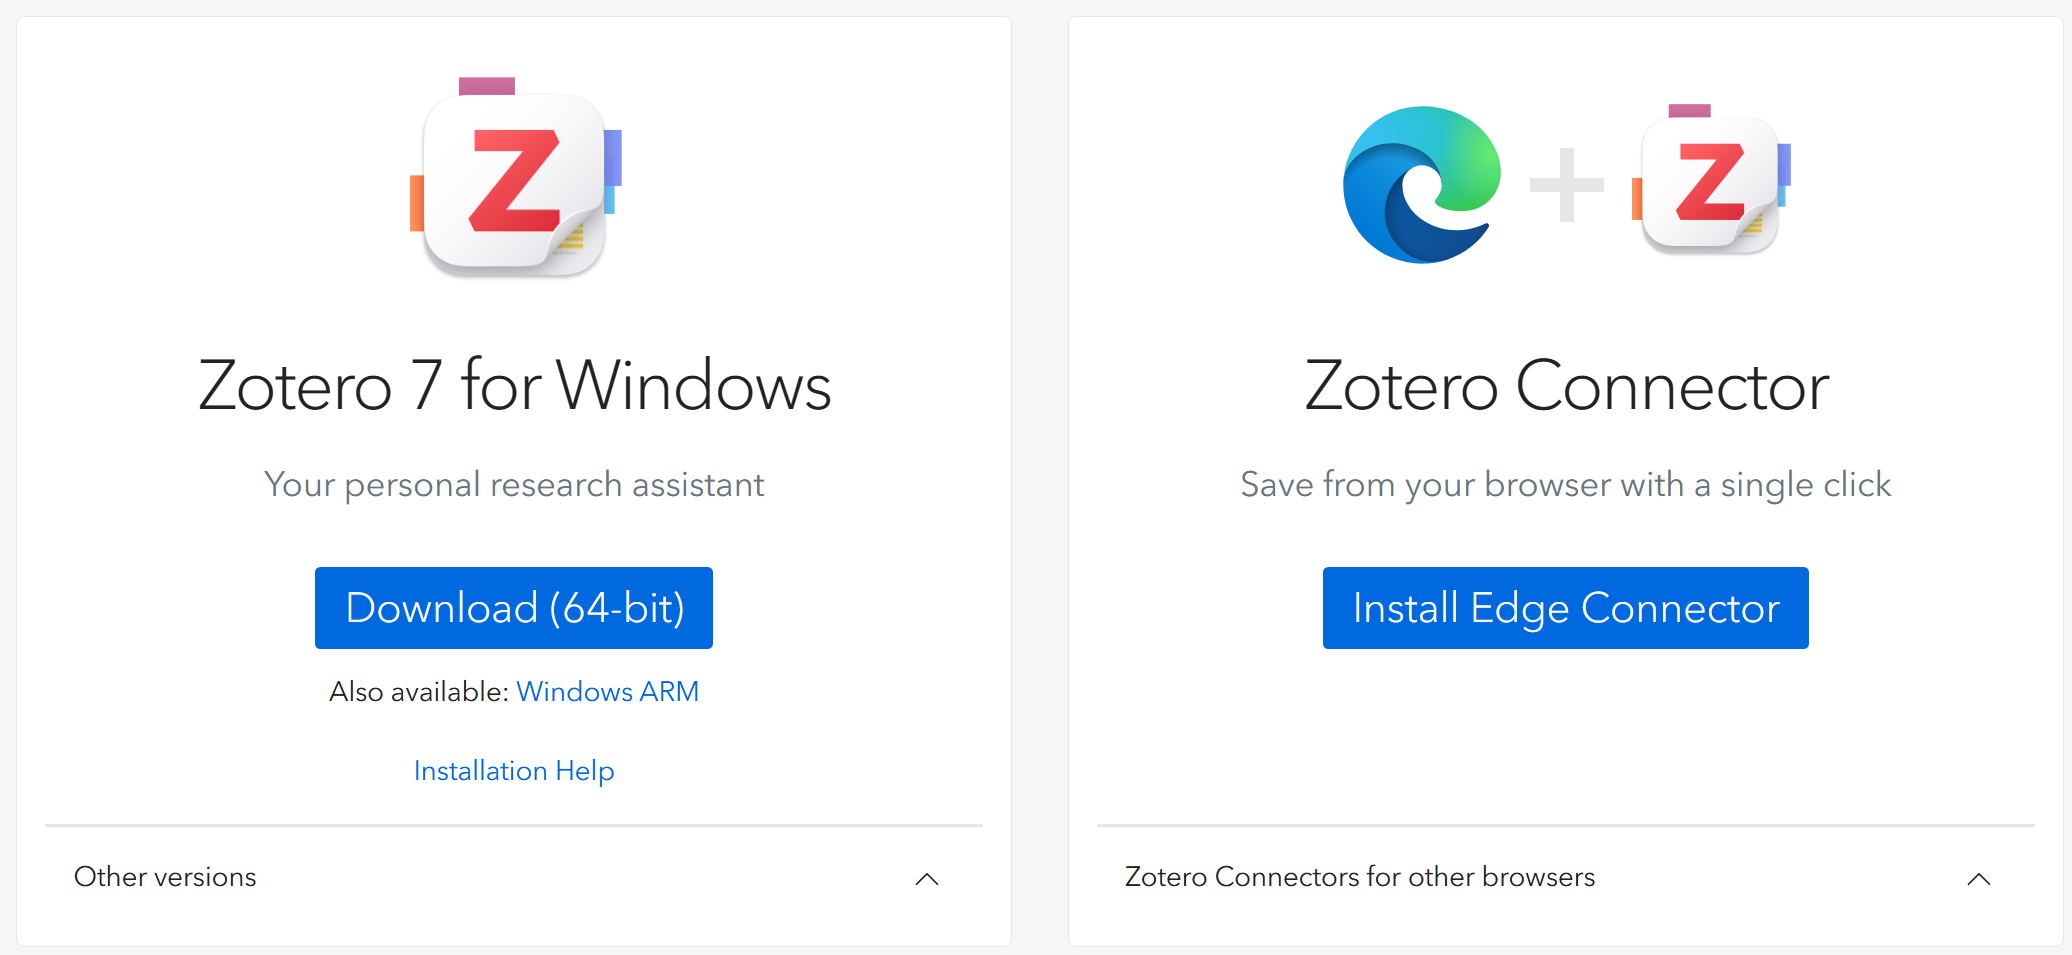 Z
Zotero 7 for Windows
Your personal research assistant
Download (64-bit)
Also available: Windows ARM
Installation Help
Other versions
Z
Zotero Connector
Save from your browser with a single click
Install Edge Connector
Zotero Connectors for other browsers